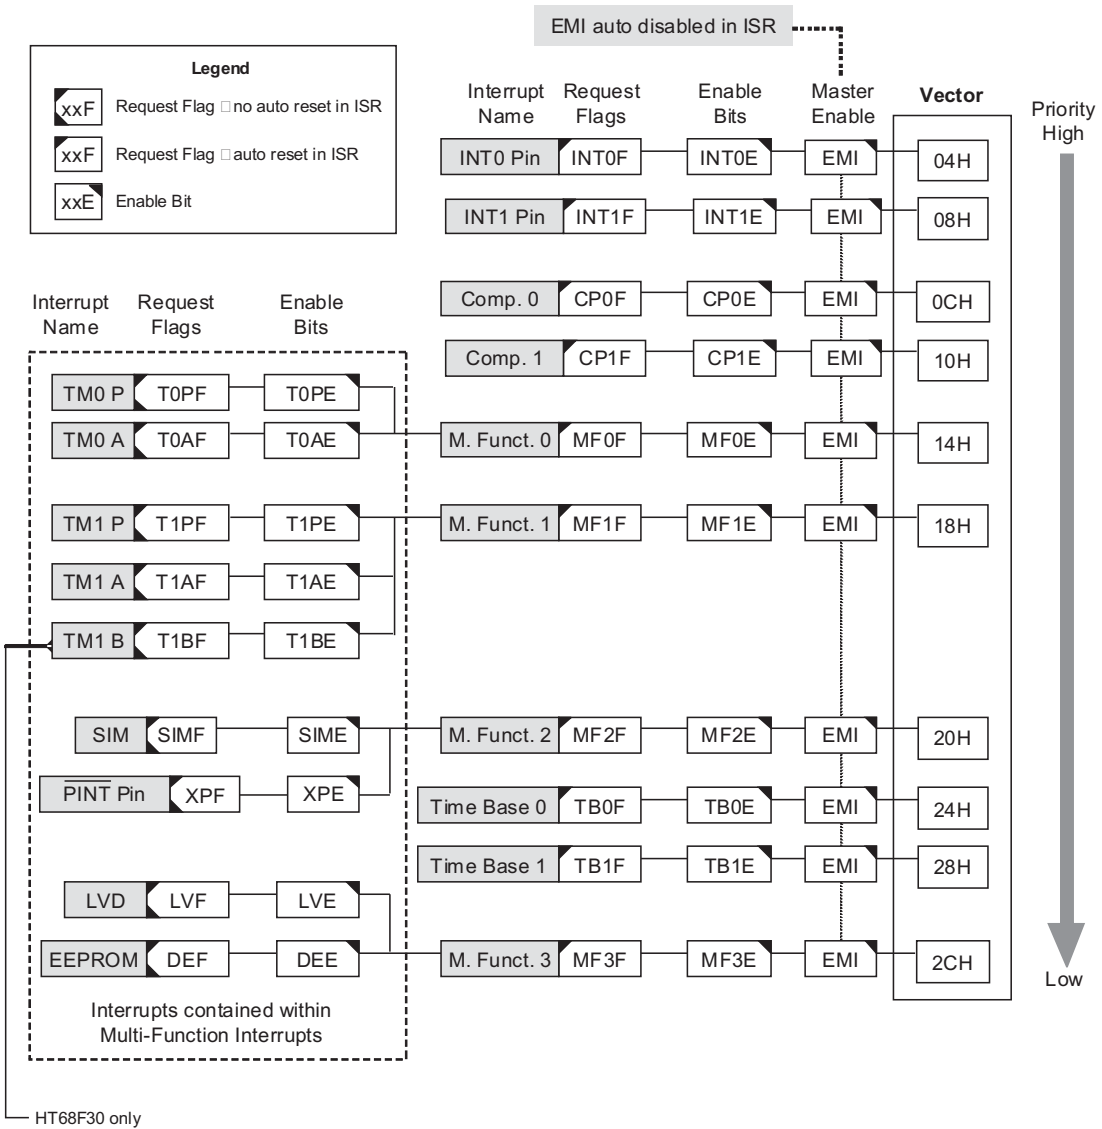 EMI auto disabled in ISR
Legend
xxF Request Flag □ no auto reset in ISR
xxF Request Flag □ auto reset in ISR
xxE Enable Bit
Interrupt Name Request Flags Enable Bits Master Enable Vector
Priority High
INT0 Pin INT0F INT0E EMI 04H
INT1 Pin INT1F INT1E EMI 08H
Comp. 0 CP0F CP0E EMI 0CH
Comp. 1 CP1F CP1E EMI 10H
Interrupt Name Request Flags Enable Bits
TM0 P T0PF T0PE
TM0 A T0AF T0AE M. Funct. 0 MF0F MF0E EMI 14H
TM1 P T1PF T1PE M. Funct. 1 MF1F MF1E EMI 18H
TM1 A T1AF T1AE
TM1 B T1BF T1BE
SIM SIMF SIME M. Funct. 2 MF2F MF2E EMI 20H
PINT Pin XPF XPE Time Base 0 TB0F TB0E EMI 24H
Time Base 1 TB1F TB1E EMI 28H
LVD LVF LVE
EEPROM DEF DEE M. Funct. 3 MF3F MF3E EMI 2CH
Low
Interrupts contained within
Multi-Function Interrupts
HT68F30 only